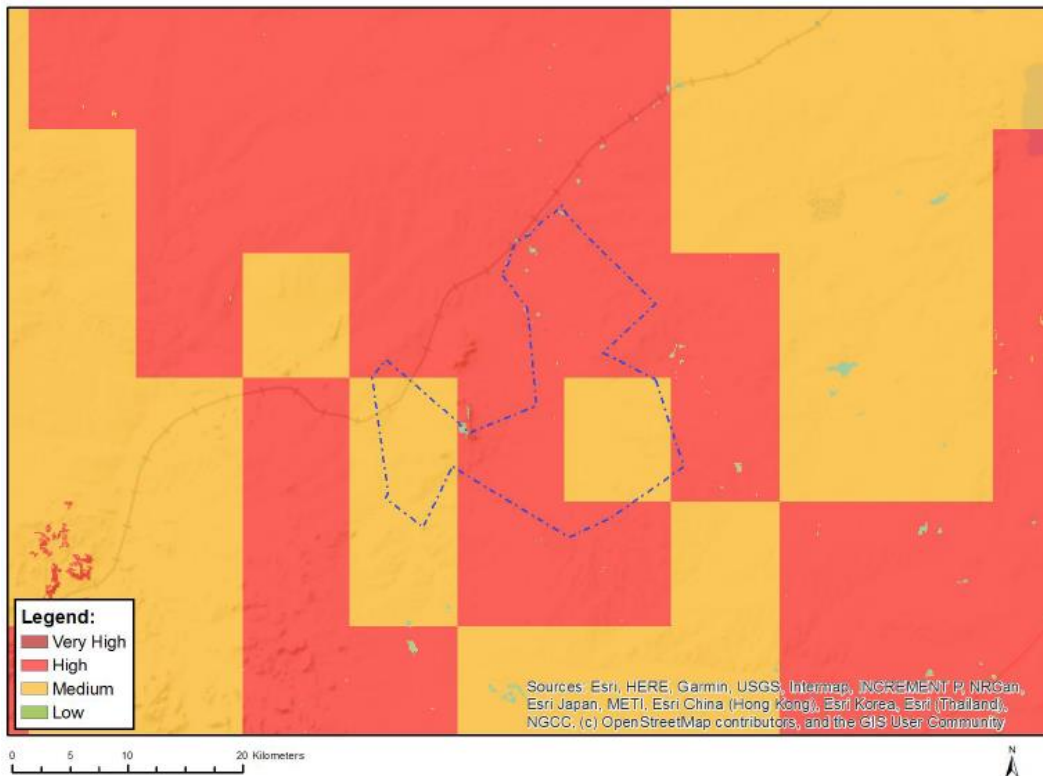 Legend:
Very High
High
Medium
Low
Sources: Esri, HERE, Garmin, USGS, Intermap, INCREMENT P, NRCan,
Esri Japan, METI, Esri China (Hong Kong), Esri Korea, Esri (Thailand),
NGCC, (c) OpenStreetMap contributors, and the GIS User Community
0 5 10 20 Kilometers
N